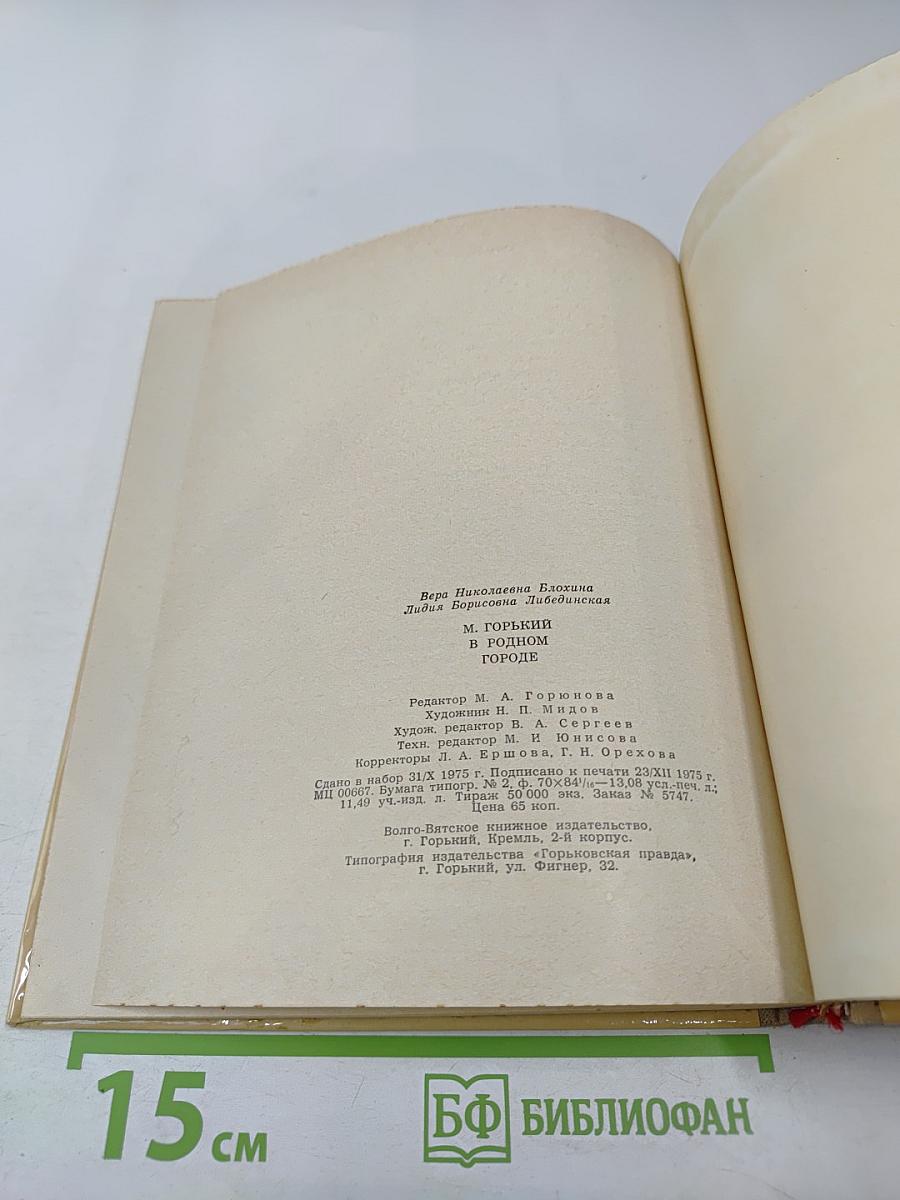 Вера Николаевна Блохина
Лидия Борисовна Либединская
М. ГОРЬКИЙ
В РОДНОМ
ГОРОДЕ
Редактор М. А. Горюнова
Художник Н. П. Мидов
Худож. редактор В. А. Сергеев
Техн. редактор М. И Юнисова
Корректоры Л. А. Ершова, Г. Н. Орехова
Сдано в набор 31/X 1975 г. Подписано к печати 23/XII 1975 г.
МЦ 00667. Бумага типогр. № 2, ф. 70×84¹/₁₆—13,08 усл.-печ. л.;
11,49 уч.-изд. л. Тираж 50 000 экз. Заказ № 5747.
Цена 65 коп.
Волго-Вятское книжное издательство,
г. Горький, Кремль, 2-й корпус.
Типография издательства «Горьковская правда»,
г. Горький, ул. Фигнер, 32.
15 см
БФ БИБЛИОФАН